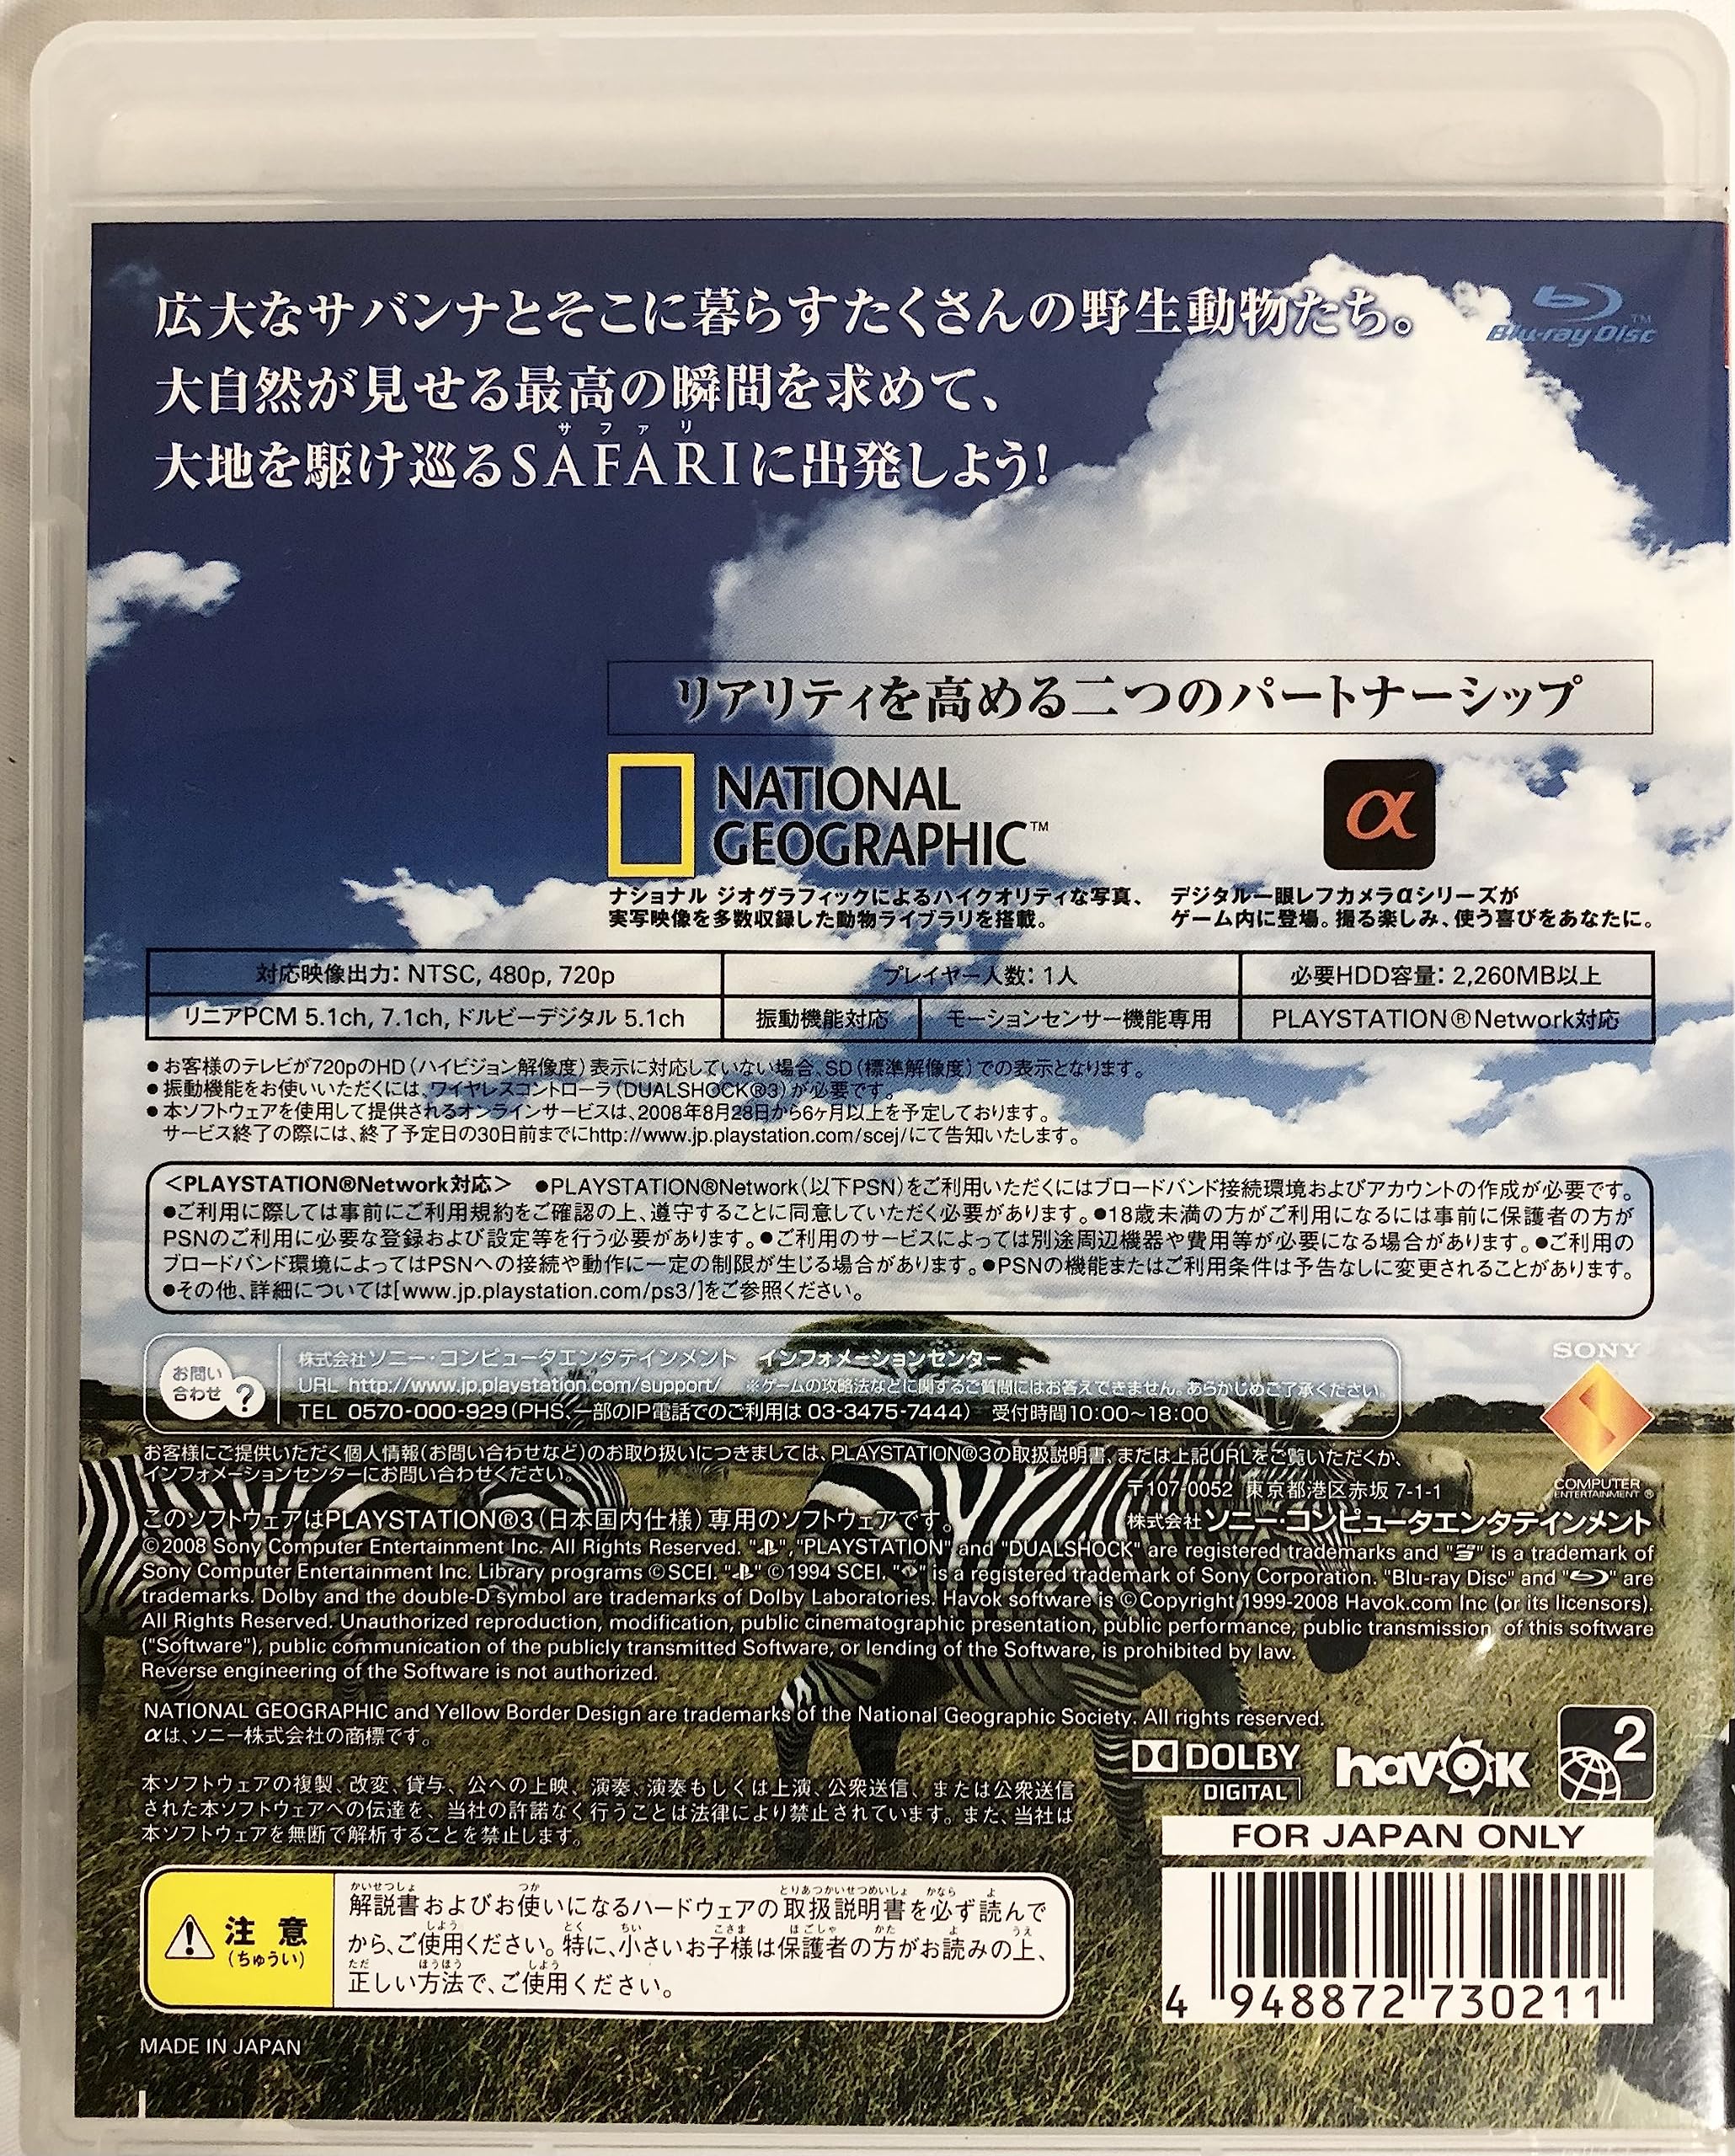 広大なサバンナとそこに暮らすたくさんの野生動物たち。
Blu-ray Disc™
大自然が見せる最高の瞬間を求めて、
サファリ
大地を駆け巡るSAFARIに出発しよう!
リアリティを高める二つのパートナーシップ
NATIONAL
GEOGRAPHIC™
α
ナショナル ジオグラフィックによるハイクオリティな写真、
実写映像を多数収録した動物ライブラリを搭載。
デジタル一眼レフカメラαシリーズが
ゲーム内に登場。撮る楽しみ、使う喜びをあなたに。
対応映像出力: NTSC, 480p, 720p
プレイヤー人数: 1人
必要HDD容量: 2,260MB以上
リニアPCM 5.1ch, 7.1ch, ドルビーデジタル 5.1ch
振動機能対応
モーションセンサー機能専用
PLAYSTATION®Network対応
●お客様のテレビが720pのHD(ハイビジョン解像度)表示に対応していない場合、SD(標準解像度)での表示となります。
●振動機能をお使いいただくには、ワイヤレスコントローラ(DUALSHOCK®3)が必要です。
●本ソフトウェアを使用して提供されるオンラインサービスは、2008年8月28日から6ヶ月以上を予定しております。
サービス終了の際には、終了予定日の30日前までにhttp://www.jp.playstation.com/scej/にて告知いたします。
<PLAYSTATION®Network対応> ●PLAYSTATION®Network(以下PSN)をご利用いただくにはブロードバンド接続環境およびアカウントの作成が必要です。
●ご利用に際しては事前にご利用規約をご確認の上、遵守することに同意していただく必要があります。●18歳未満の方がご利用になるには事前に保護者の方が
PSNのご利用に必要な登録および設定等を行う必要があります。●ご利用のサービスによっては別途周辺機器や費用等が必要になる場合があります。●ご利用の
ブロードバンド環境によってはPSNへの接続や動作に一定の制限が生じる場合があります。●PSNの機能またはご利用条件は予告なしに変更されることがあります。
●その他、詳細については[www.jp.playstation.com/ps3/]をご参照ください。
お問い
合わせ ?
株式会社ソニー・コンピュータエンタテインメント インフォメーションセンター
URL http://www.jp.playstation.com/support/ ※ゲームの攻略法などに関するご質問にはお答えできません。あらかじめご了承ください。
TEL 0570-000-929(PHS、一部のIP電話でのご利用は 03-3475-7444) 受付時間10:00~18:00
SONY
COMPUTER
ENTERTAINMENT®
お客様にご提供いただく個人情報(お問い合わせなど)のお取り扱いにつきましては、PLAYSTATION®3の取扱説明書、または上記URLをご覧いただくか、
インフォメーションセンターにお問い合わせください。
〒107-0052 東京都港区赤坂 7-1-1
このソフトウェアはPLAYSTATION®3(日本国内仕様)専用のソフトウェアです。
株式会社ソニー・コンピュータエンタテインメント
©2008 Sony Computer Entertainment Inc. All Rights Reserved. "", "PLAYSTATION" and "DUALSHOCK" are registered trademarks and "" is a trademark of
Sony Computer Entertainment Inc. Library programs ©SCEI. "" ©1994 SCEI. "" is a registered trademark of Sony Corporation. "Blu-ray Disc" and "" are
trademarks. Dolby and the double-D symbol are trademarks of Dolby Laboratories. Havok software is ©Copyright 1999-2008 Havok.com Inc (or its licensors).
All Rights Reserved. Unauthorized reproduction, modification, public cinematographic presentation, public performance, public transmission, of this software
("Software"), public communication of the publicly transmitted Software, or lending of the Software, is prohibited by law.
Reverse engineering of the Software is not authorized.
NATIONAL GEOGRAPHIC and Yellow Border Design are trademarks of the National Geographic Society. All rights reserved.
αは、ソニー株式会社の商標です。
DOLBY
DIGITAL
havok
2
本ソフトウェアの複製、改変、貸与、公への上映、演奏、演奏もしくは上演、公衆送信、または公衆送信
された本ソフトウェアへの伝達を、当社の許諾なく行うことは法律により禁止されています。また、当社は
本ソフトウェアを無断で解析することを禁止します。
FOR JAPAN ONLY
注意
(ちゅうい)
かいせつしょ つか とりあつかいせつめいしょ かなら よ
解説書およびお使いになるハードウェアの取扱説明書を必ず読んで
しよう とく ちい こさま ほごしゃ かた よ うえ
から、ご使用ください。特に、小さいお子様は保護者の方がお読みの上、
ただ ほうほう しよう
正しい方法で、ご使用ください。
4 948872 730211
MADE IN JAPAN